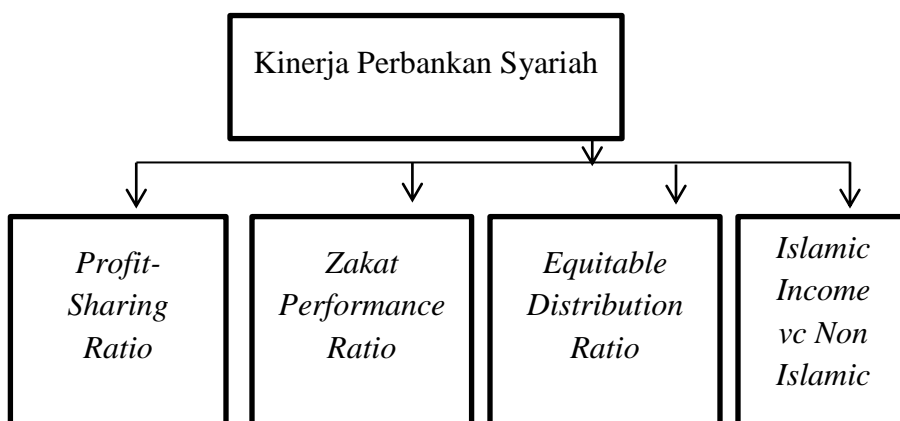 Kinerja Perbankan Syariah
Profit-
Sharing
Ratio
Zakat
Performance
Ratio
Equitable
Distribution
Ratio
Islamic
Income
vc Non
Islamic